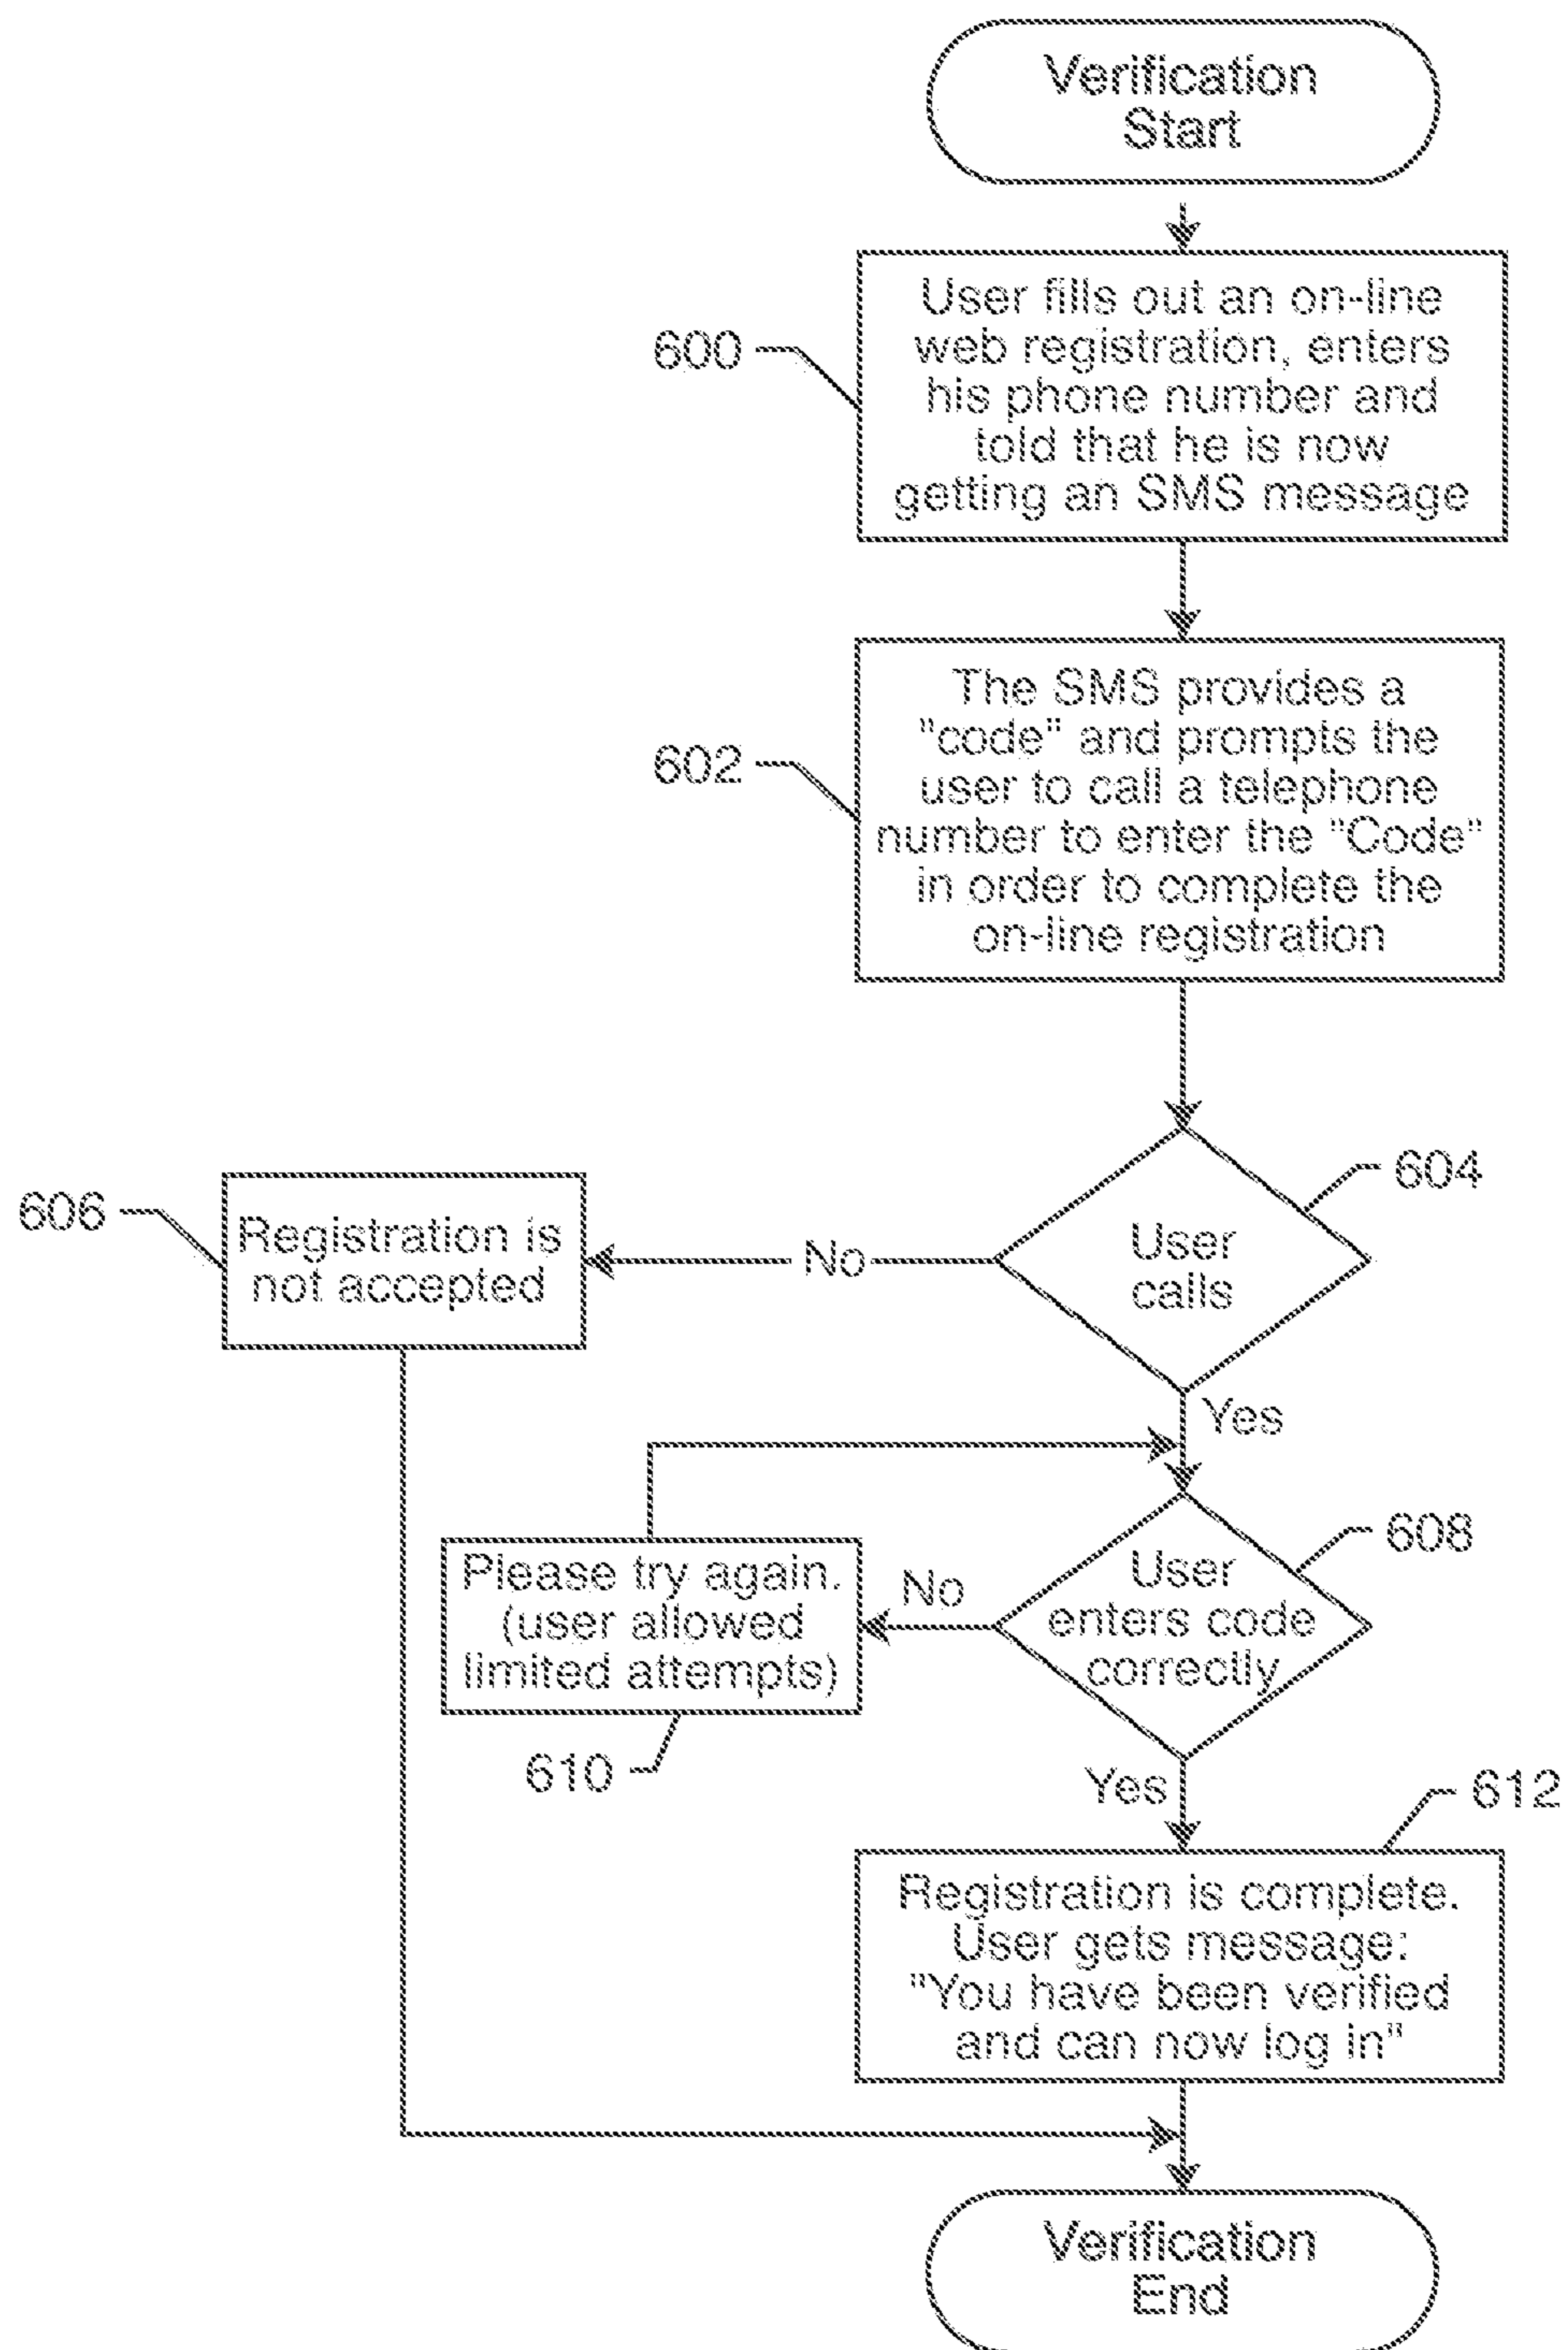 Verification
Start
600
User fills out an on-line
web registration, enters
his phone number and
told that he is now
getting an SMS message
602
The SMS provides a
"code" and prompts the
user to call a telephone
number to enter the "Code"
in order to complete the
on-line registration
604
User
calls
No
606
Registration is
not accepted
Yes
608
User
enters code
correctly
No
Please try again.
(user allowed
limited attempts)
610
Yes
612
Registration is complete.
User gets message:
"You have been verified
and can now log in"
Verification
End